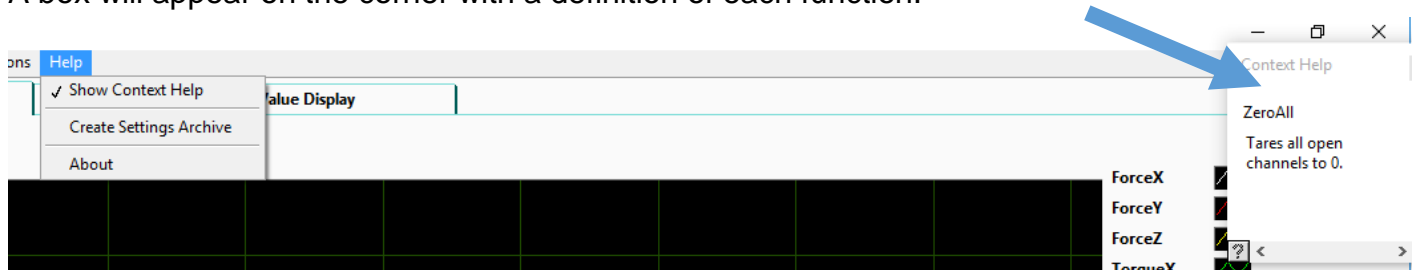 A box will appear on the corner with a definition of each function.
Help
Context Help
✓ Show Context Help
Value Display
ZeroAll
Create Settings Archive
Tares all open
channels to 0.
About
ForceX
ForceY
ForceZ
TorqueX